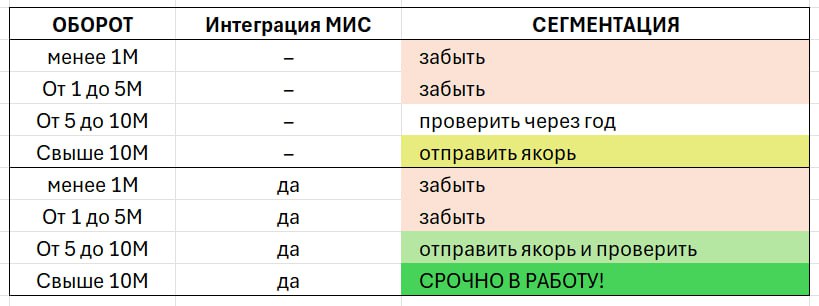 ОБОРОТ Интеграция МИС СЕГМЕНТАЦИЯ
менее 1М – забыть
От 1 до 5М – забыть
От 5 до 10М – проверить через год
Свыше 10М – отправить якорь
менее 1М да забыть
От 1 до 5М да забыть
От 5 до 10М да отправить якорь и проверить
Свыше 10М да СРОЧНО В РАБОТУ!